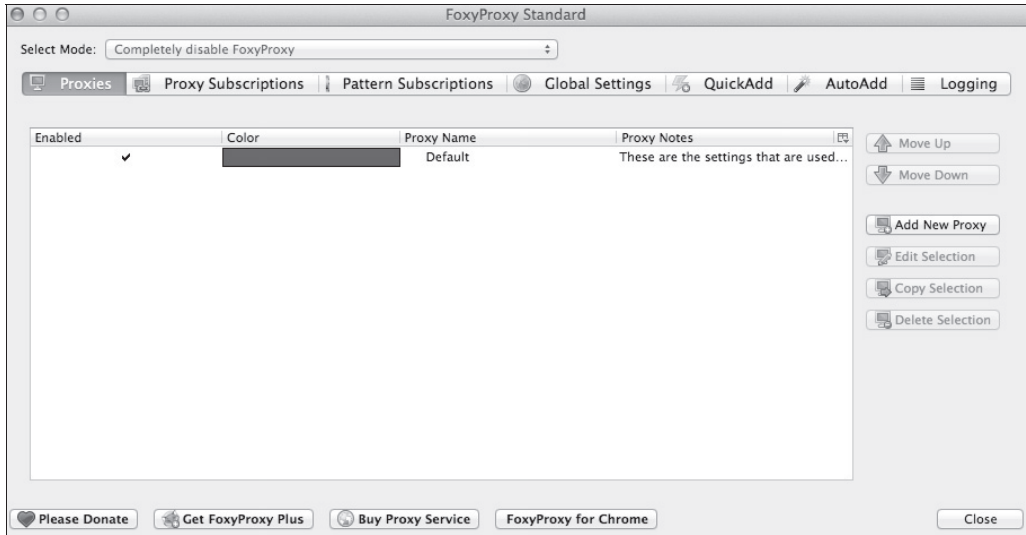 FoxyProxy Standard
Select Mode: Completely disable FoxyProxy
Proxies Proxy Subscriptions Pattern Subscriptions Global Settings QuickAdd AutoAdd Logging
Enabled Color Proxy Name Proxy Notes
Default These are the settings that are used...
Move Up
Move Down
Add New Proxy
Edit Selection
Copy Selection
Delete Selection
Please Donate Get FoxyProxy Plus Buy Proxy Service FoxyProxy for Chrome Close